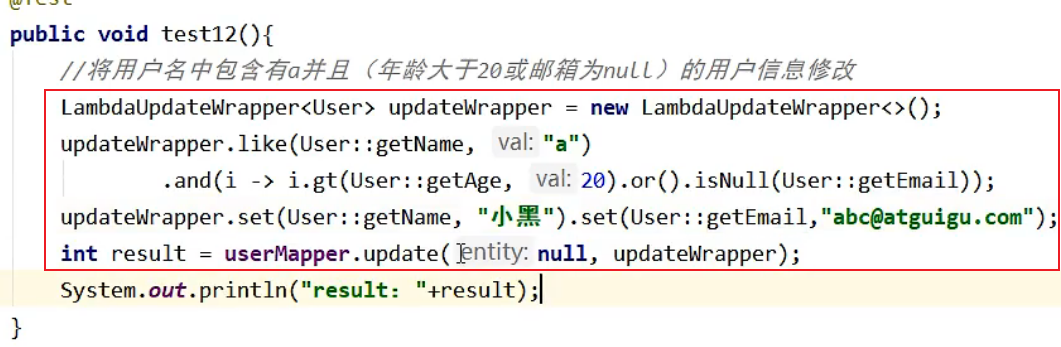 @Test
public void test12(){
//将用户名中包含有a并且（年龄大于20或邮箱为null）的用户信息修改
LambdaUpdateWrapper<User> updateWrapper = new LambdaUpdateWrapper<>();
updateWrapper.like(User::getName, val: "a")
.and(i -> i.gt(User::getAge, val: 20).or().isNull(User::getEmail));
updateWrapper.set(User::getName, "小黑").set(User::getEmail,"abc@atguigu.com");
int result = userMapper.update( entity: null, updateWrapper);
System.out.println("result: "+result);
}